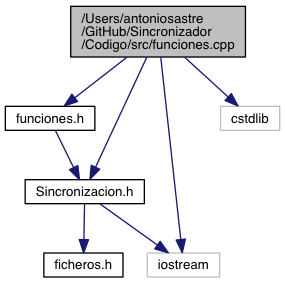 /Users/antoniosastre
/GitHub/Sincronizador
/Codigo/src/funciones.cpp
funciones.h
cstdlib
Sincronizacion.h
ficheros.h
iostream